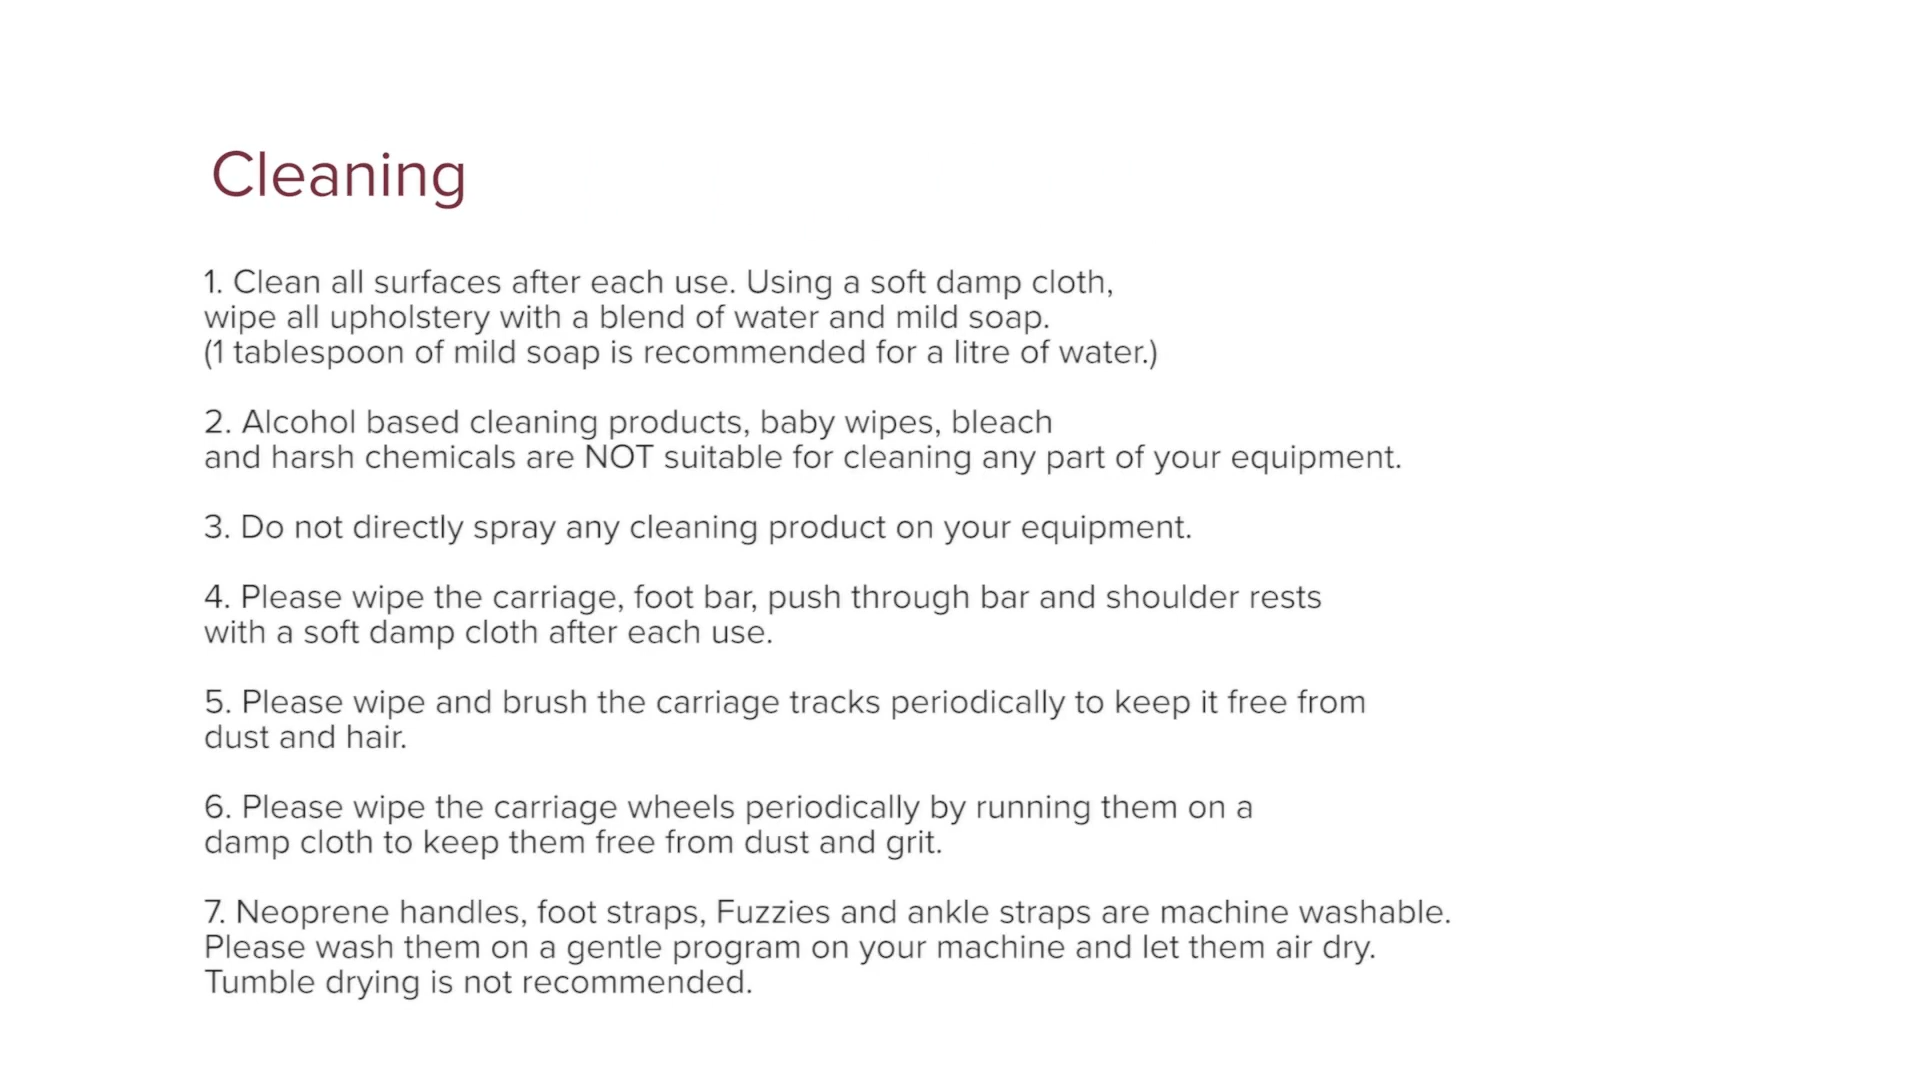 Cleaning
1. Clean all surfaces after each use. Using a soft damp cloth,
wipe all upholstery with a blend of water and mild soap.
(1 tablespoon of mild soap is recommended for a litre of water.)
2. Alcohol based cleaning products, baby wipes, bleach
and harsh chemicals are NOT suitable for cleaning any part of your equipment.
3. Do not directly spray any cleaning product on your equipment.
4. Please wipe the carriage, foot bar, push through bar and shoulder rests
with a soft damp cloth after each use.
5. Please wipe and brush the carriage tracks periodically to keep it free from
dust and hair.
6. Please wipe the carriage wheels periodically by running them on a
damp cloth to keep them free from dust and grit.
7. Neoprene handles, foot straps, Fuzzies and ankle straps are machine washable.
Please wash them on a gentle program on your machine and let them air dry.
Tumble drying is not recommended.